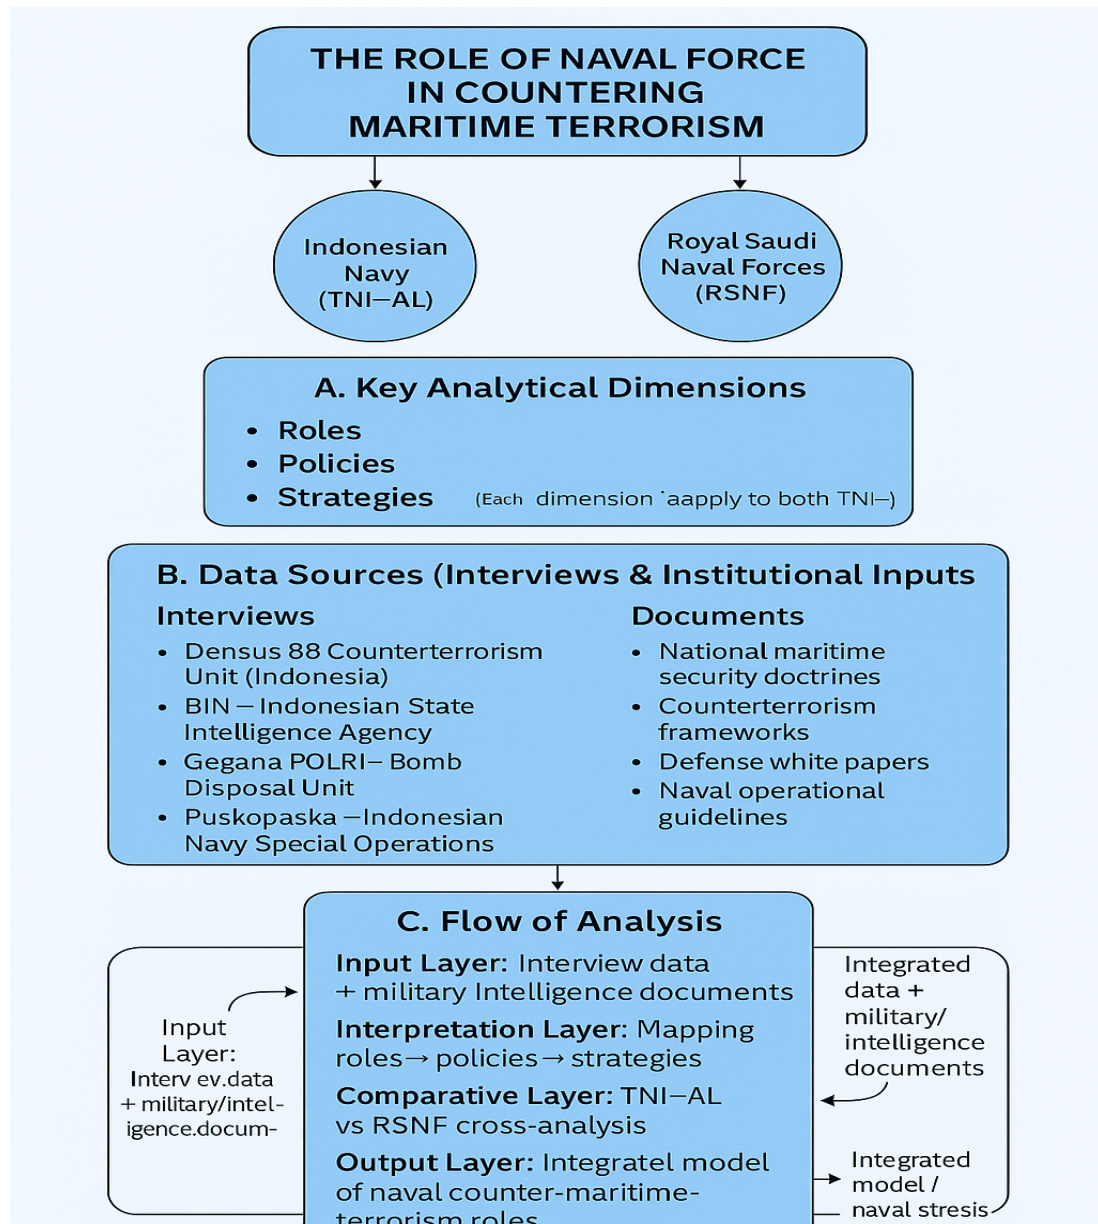 THE ROLE OF NAVAL FORCE
IN COUNTERING
MARITIME TERRORISM
Indonesian
Navy
(TNI–AL)
Royal Saudi
Naval Forces
(RSNF)
A. Key Analytical Dimensions
• Roles
• Policies
• Strategies (Each dimension 'aapply to both TNI–)
B. Data Sources (Interviews & Institutional Inputs
Interviews
• Densus 88 Counterterrorism
Unit (Indonesia)
• BIN – Indonesian State
Intelligence Agency
• Gegana POLRI– Bomb
Disposal Unit
• Puskopaska –Indonesian
Navy Special Operations
Documents
• National maritime
security doctrines
• Counterterrorism
frameworks
• Defense white papers
• Naval operational
guidelines
C. Flow of Analysis
Input Layer: Interview data
+ military Intelligence documents
Interpretation Layer: Mapping
roles→ policies→ strategies
Comparative Layer: TNI–AL
vs RSNF cross-analysis
Output Layer: Integratel model
of naval counter-maritime-
terrorism roles
Input
Layer:
Interv ev.data
+ military/intel-
igence.docum-
Integrated
data +
military/
intelligence
documents
Integrated
model /
naval stresis